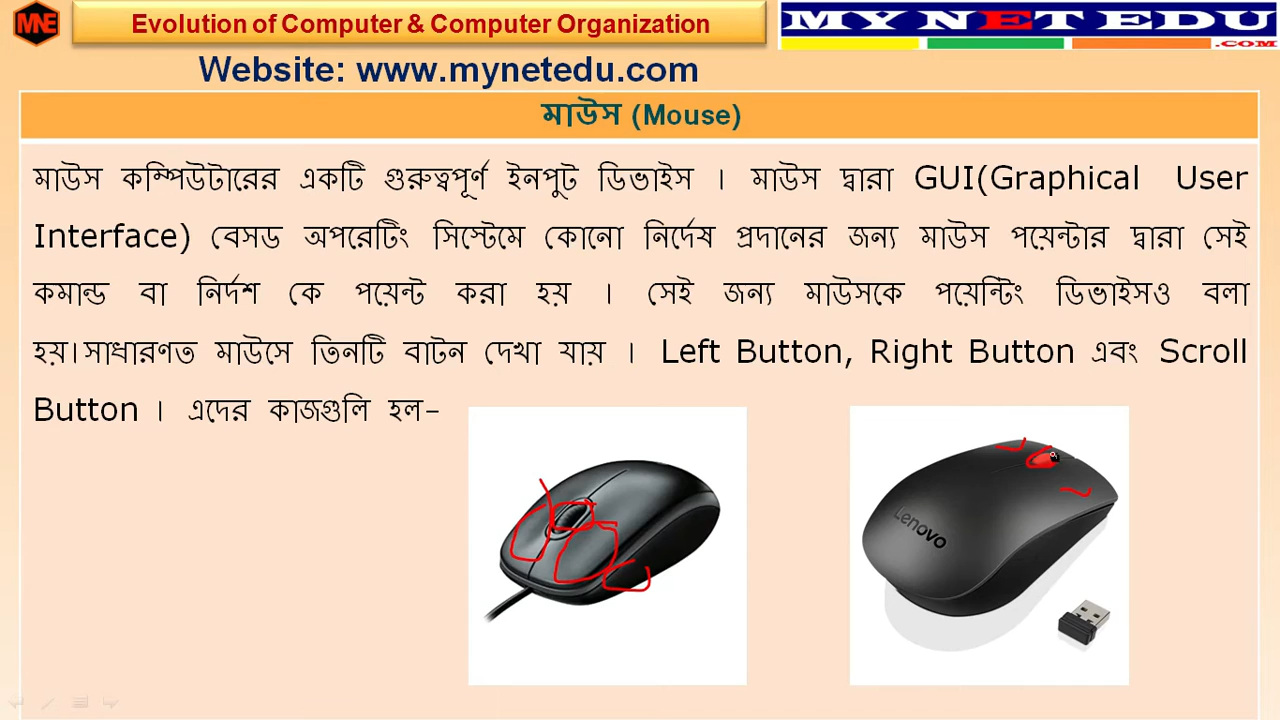 MNE
Evolution of Computer & Computer Organization
MY NET EDU
.COM
Website: www.mynetedu.com
মাউস (Mouse)
মাউস কম্পিউটারের একটি গুরুত্বপূর্ণ ইনপুট ডিভাইস । মাউস দ্বারা GUI(Graphical User
Interface) বেসড অপরেটিং সিস্টেমে কোনো নির্দেষ প্রদানের জন্য মাউস পয়েন্টার দ্বারা সেই
কমান্ড বা নির্দশ কে পয়েন্ট করা হয় । সেই জন্য মাউসকে পয়েন্টিং ডিভাইসও বলা
হয়। সাধারণত মাউসে তিনটি বাটন দেখা যায় । Left Button, Right Button এবং Scroll
Button । এদের কাজগুলি হল-
Lenovo